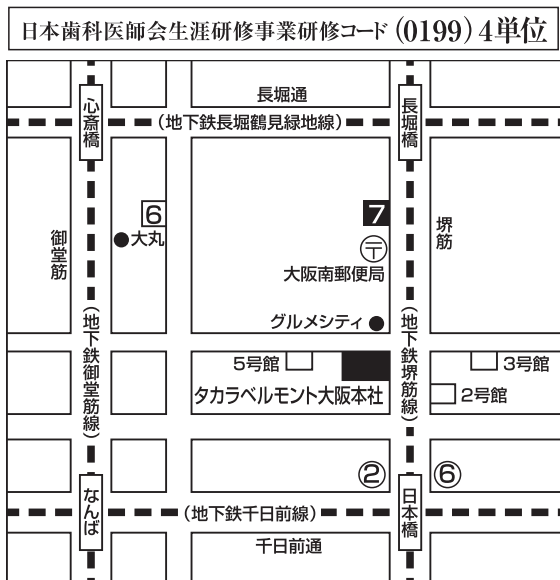 日本歯科医師会生涯研修事業研修コード（0199）4単位
長堀通
心斎橋
（地下鉄長堀鶴見緑地線）
長堀橋
6
7
大丸
〒
御堂筋
堺筋
大阪南郵便局
グルメシティ
（地下鉄御堂筋線）
（地下鉄堺筋線）
5号館
3号館
タカラベルモント大阪本社
2号館
②
⑥
なんば
（地下鉄千日前線）
日本橋
千日前通